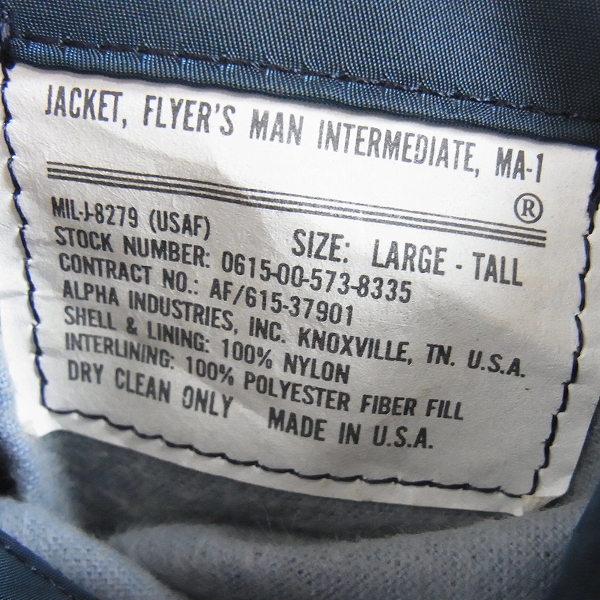 JACKET, FLYER'S MAN INTERMEDIATE, MA-1
®
MIL-J-8279 (USAF) SIZE: LARGE - TALL
STOCK NUMBER: 0615-00-573-8335
CONTRACT NO.: AF/615-37901
ALPHA INDUSTRIES, INC. KNOXVILLE, TN. U.S.A.
SHELL & LINING: 100% NYLON
INTERLINING: 100% POLYESTER FIBER FILL
DRY CLEAN ONLY MADE IN U.S.A.